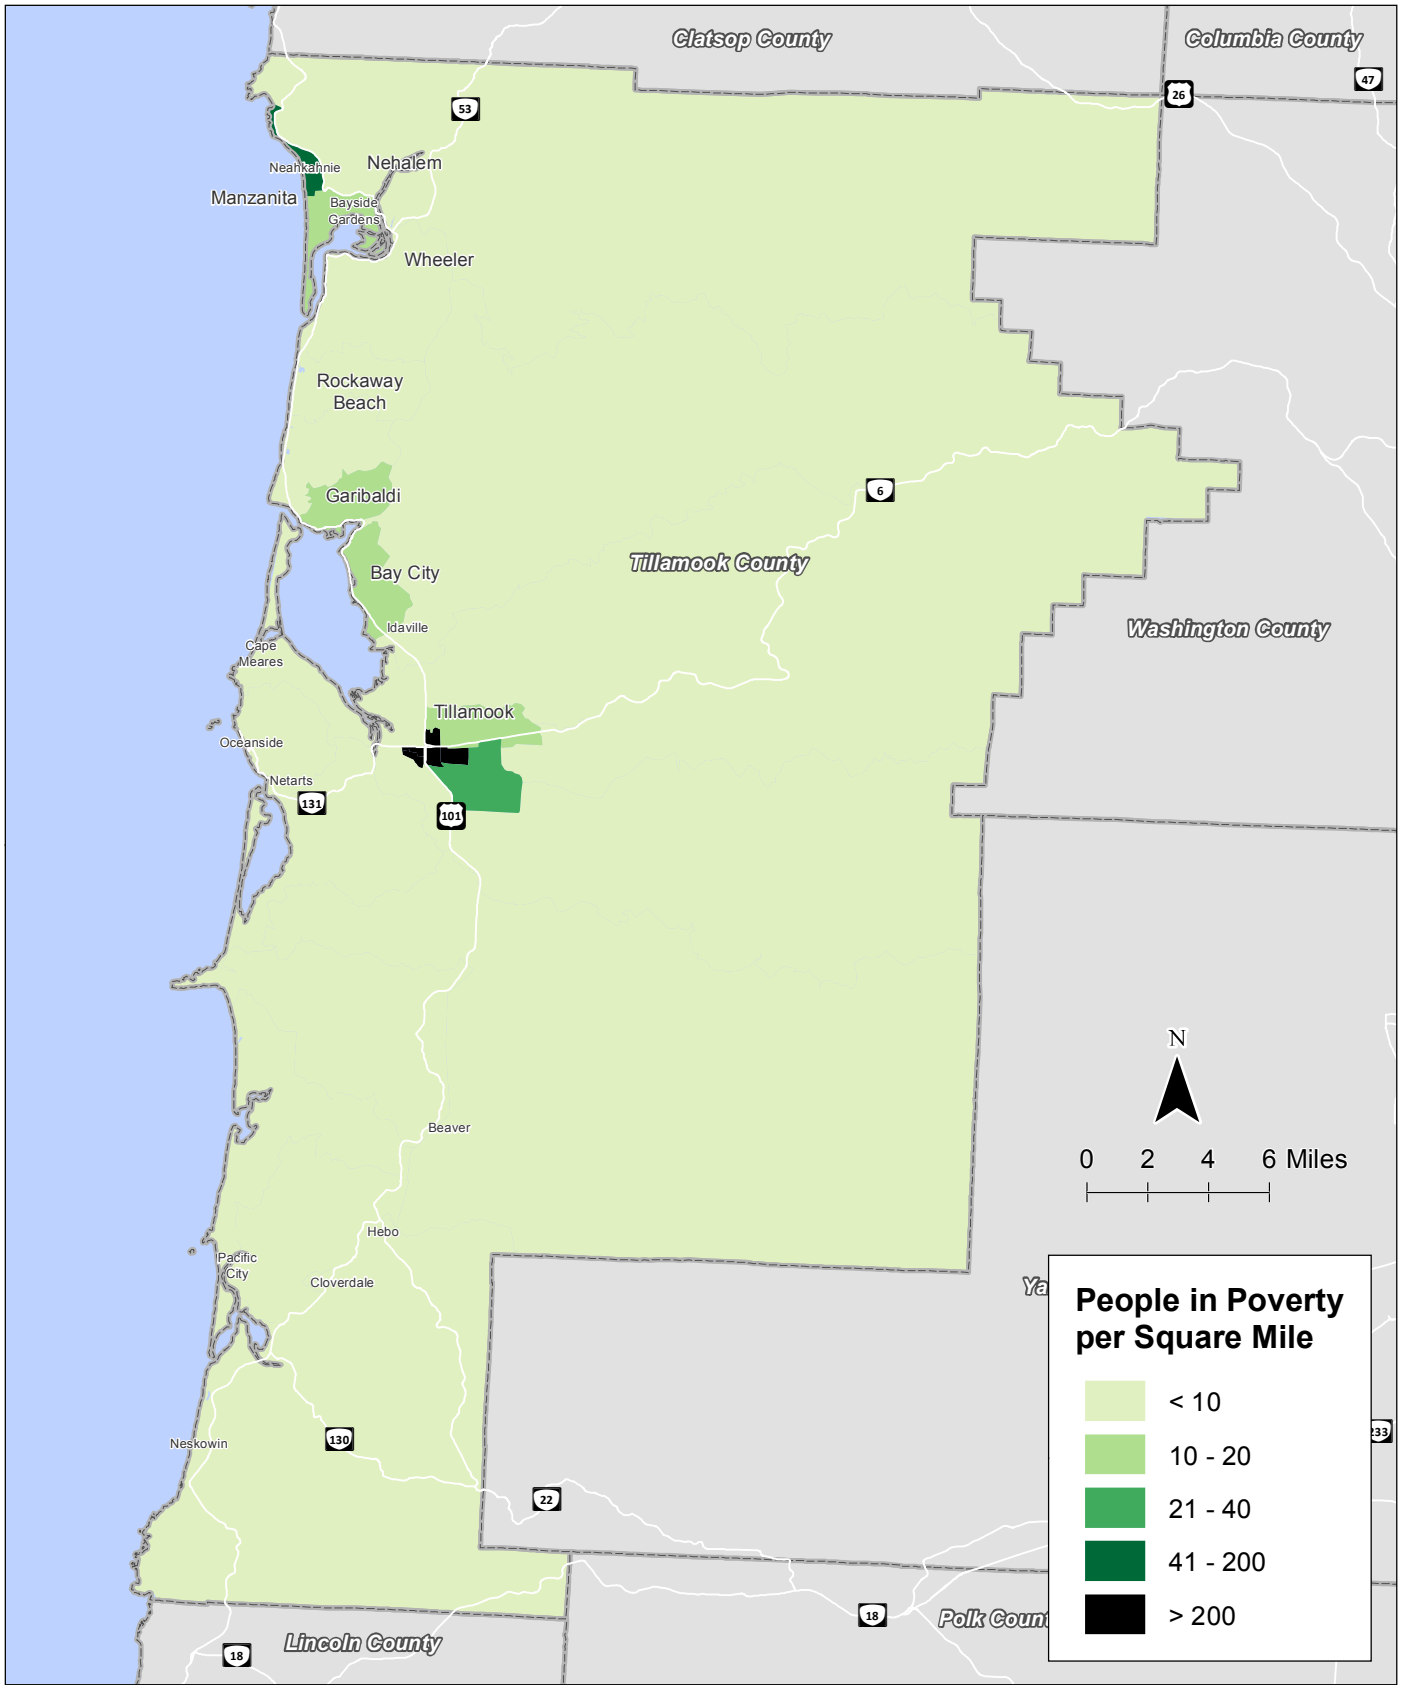 Clatsop County
Columbia County
47
26
53
Neahkahnie
Nehalem
Manzanita
Bayside
Gardens
Wheeler
Rockaway
Beach
Garibaldi
6
Tillamook County
Bay City
Idaville
Washington County
Cape
Meares
Tillamook
Oceanside
Netarts
131
101
N
Beaver
0 2 4 6 Miles
Hebo
Pacific
City
Cloverdale
Ya
People in Poverty
per Square Mile
< 10
10 - 20
21 - 40
41 - 200
> 200
233
Neskowin
130
22
18
Polk Count
Lincoln County
18